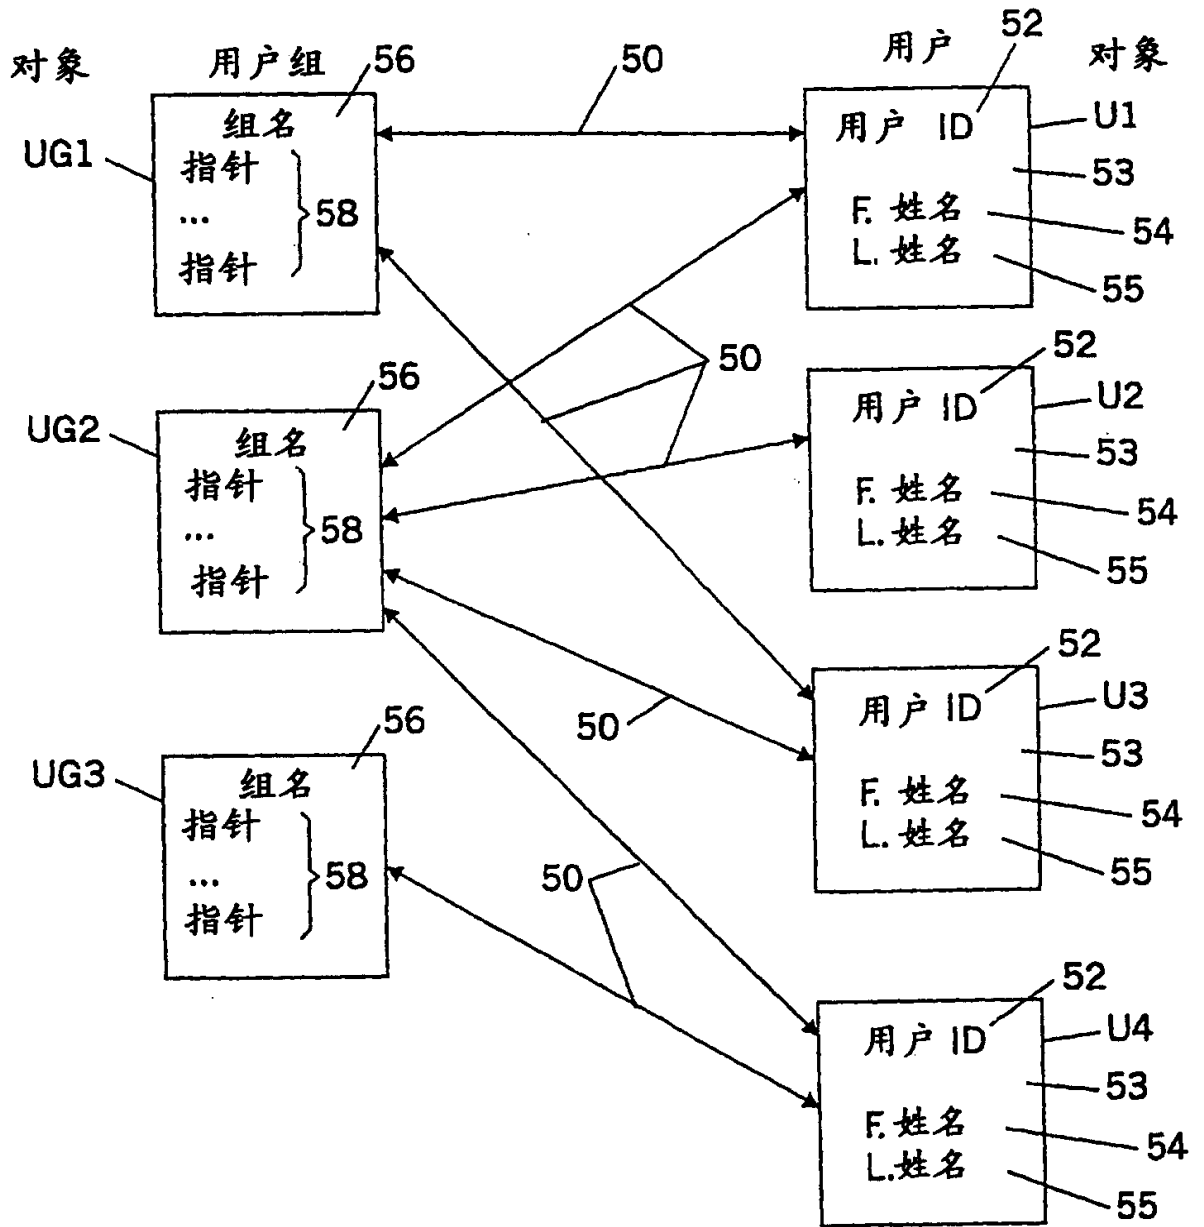 对象 用户组 56 50 用户 52 对象
UG1
组名
指针
...
指针
58
用户 ID
F. 姓名
L. 姓名
U1
53
54
55
50
56
UG2
组名
指针
...
指针
58
52
用户 ID
F. 姓名
L. 姓名
U2
53
54
55
50
56
UG3
组名
指针
...
指针
58
52
用户 ID
F. 姓名
L. 姓名
U3
53
54
55
50
52
用户 ID
F. 姓名
L. 姓名
U4
53
54
55